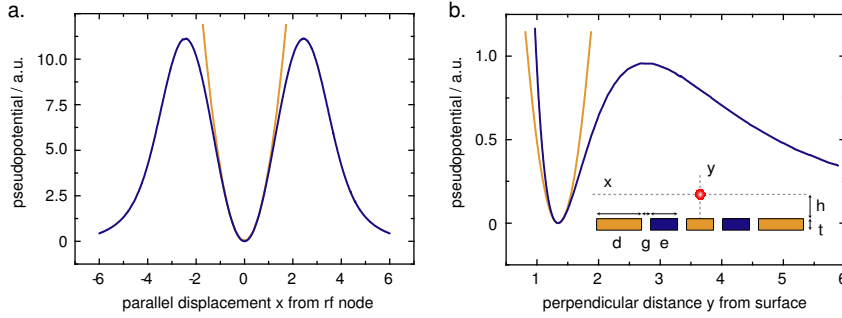 a.
pseudopotential / a.u.
10.0
7.5
5.0
2.5
0
-6
-4
-2
0
2
4
6
parallel displacement x from rf node
b.
pseudopotential / a.u.
1.0
0.5
0
1
2
3
4
5
6
perpendicular distance y from surface
y
x
h
t
d
g
e